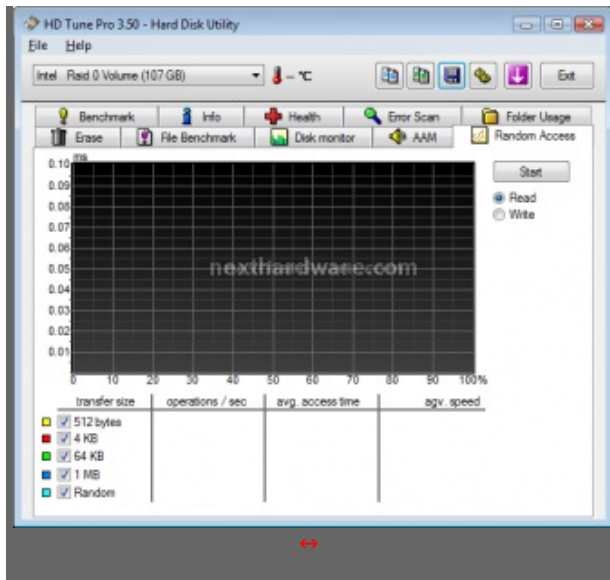 HD Tune Pro 3.50 - Hard Disk Utility
File Help
Intel Raid 0 Volume (107 GB)
– °C
Exit
Benchmark Info Health Error Scan Folder Usage
Erase File Benchmark Disk monitor AAM Random Access
ms
Start
Read
Write
0.10
0.09
0.08
0.07
0.06
0.05
0.04
0.03
0.02
0.01
nexthardware.com
0 10 20 30 40 50 60 70 80 90 100%
transfer size operations / sec avg. access time agv. speed
512 bytes
4 KB
64 KB
1 MB
Random